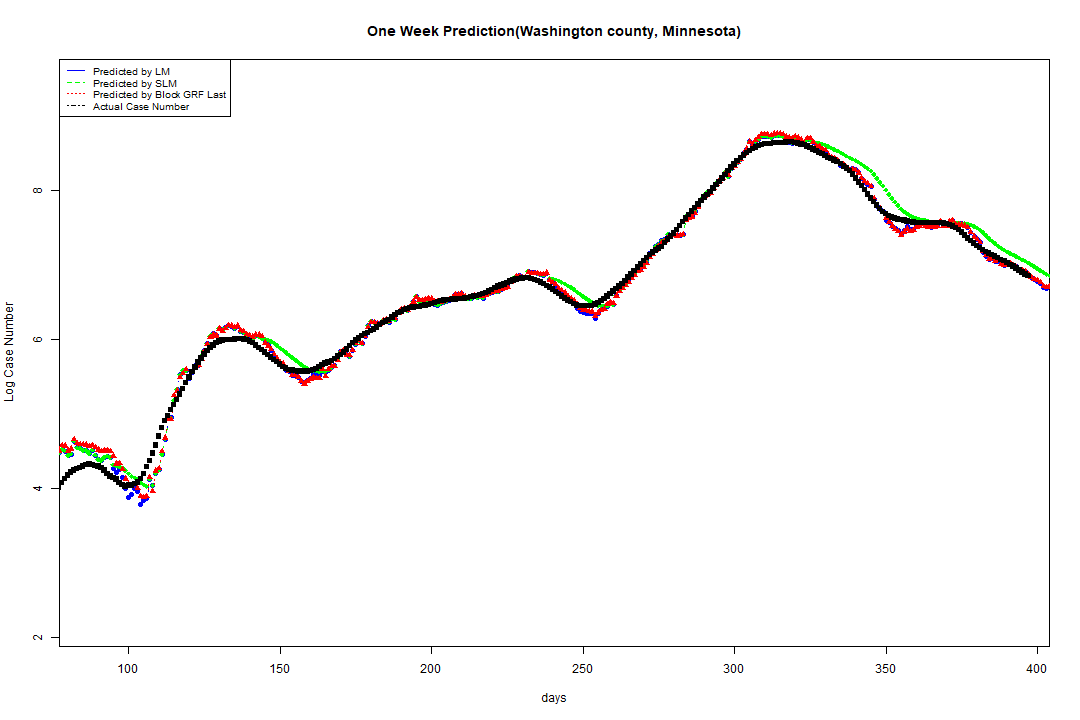 One Week Prediction(Washington county, Minnesota)
Predicted by LM
Predicted by SLM
Predicted by Block GRF Last
Actual Case Number
8
6
4
2
Log Case Number
100 150 200 250 300 350 400
days